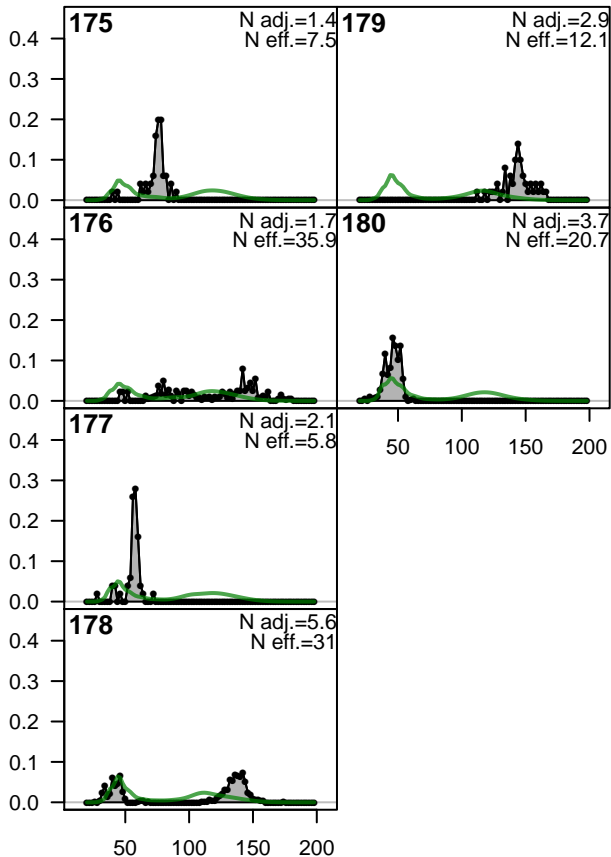 175
N adj.=1.4
N eff.=7.5
179
N adj.=2.9
N eff.=12.1
0.4
0.3
0.2
0.1
0.0
176
N adj.=1.7
N eff.=35.9
180
N adj.=3.7
N eff.=20.7
0.4
0.3
0.2
0.1
0.0
50 100 150 200
177
N adj.=2.1
N eff.=5.8
0.4
0.3
0.2
0.1
0.0
178
N adj.=5.6
N eff.=31
0.4
0.3
0.2
0.1
0.0
50 100 150 200